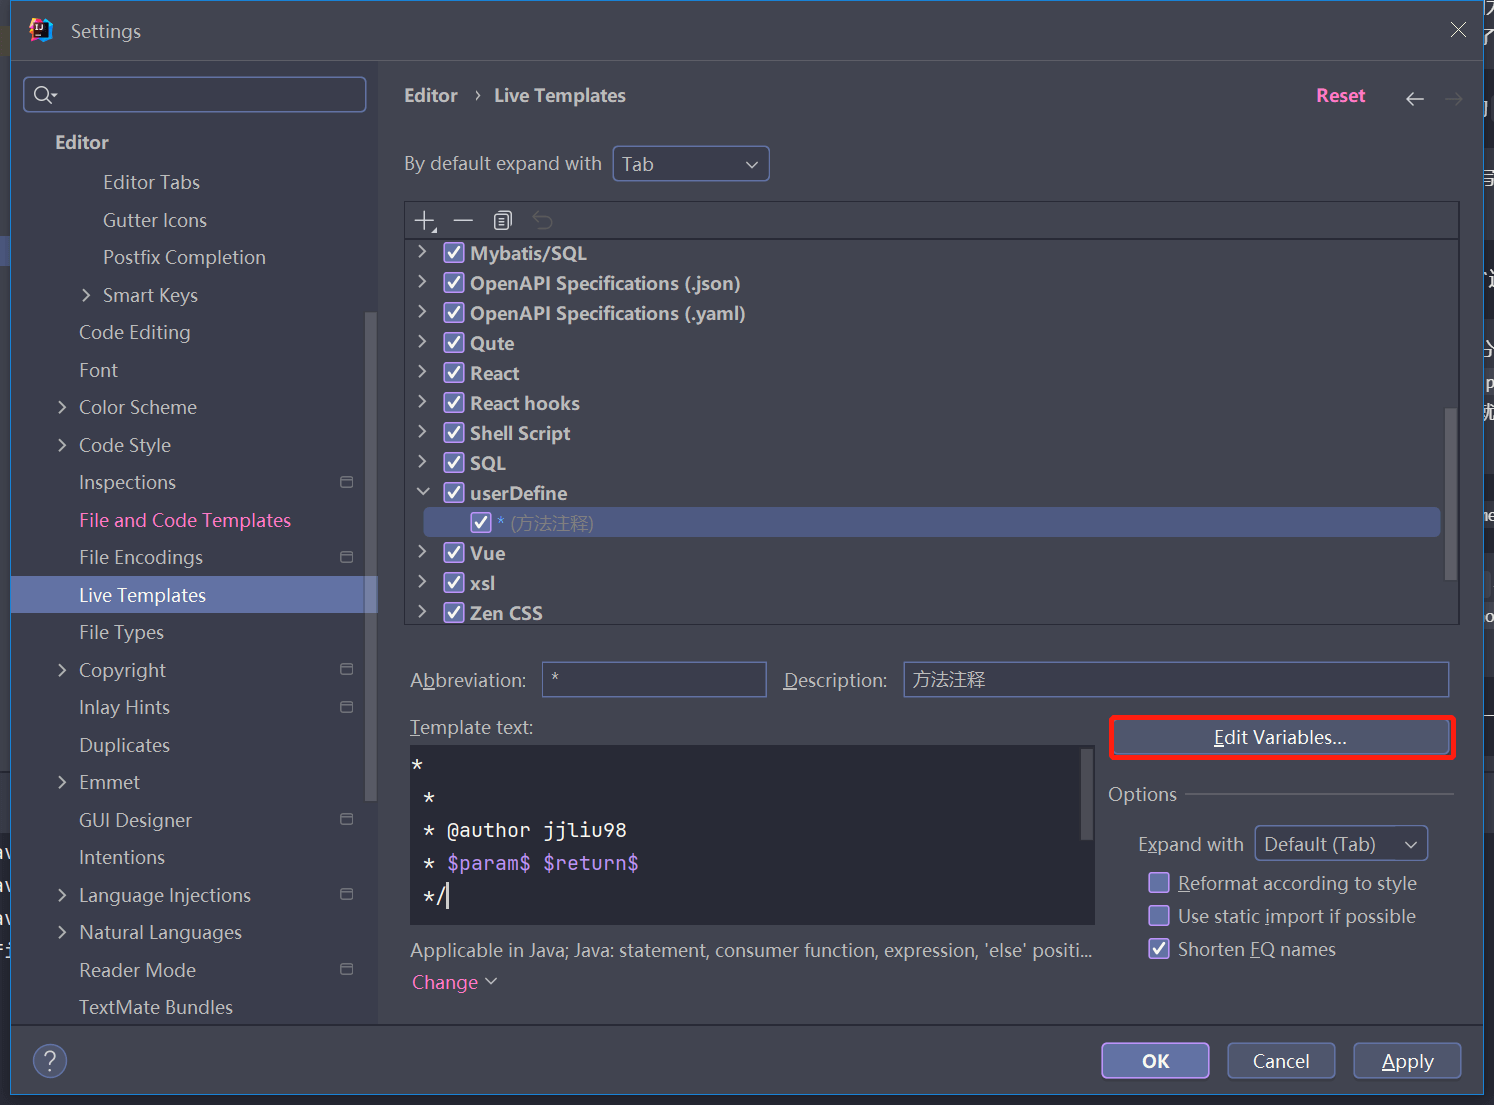 Settings
Editor › Live Templates
Reset
Editor
Editor Tabs
Gutter Icons
Postfix Completion
Smart Keys
Code Editing
Font
Color Scheme
Code Style
Inspections
File and Code Templates
File Encodings
Live Templates
File Types
Copyright
Inlay Hints
Duplicates
Emmet
GUI Designer
Intentions
Language Injections
Natural Languages
Reader Mode
TextMate Bundles
By default expand with Tab
Mybatis/SQL
OpenAPI Specifications (.json)
OpenAPI Specifications (.yaml)
Qute
React
React hooks
Shell Script
SQL
userDefine
* (方法注释)
Vue
xsl
Zen CSS
Abbreviation: *
Description: 方法注释
Template text:
*
*
* @author jjliu98
* $param$ $return$
*/
Applicable in Java; Java: statement, consumer function, expression, 'else' positi...
Change
Edit Variables...
Options
Expand with Default (Tab)
Reformat according to style
Use static import if possible
Shorten FQ names
?
OK
Cancel
Apply